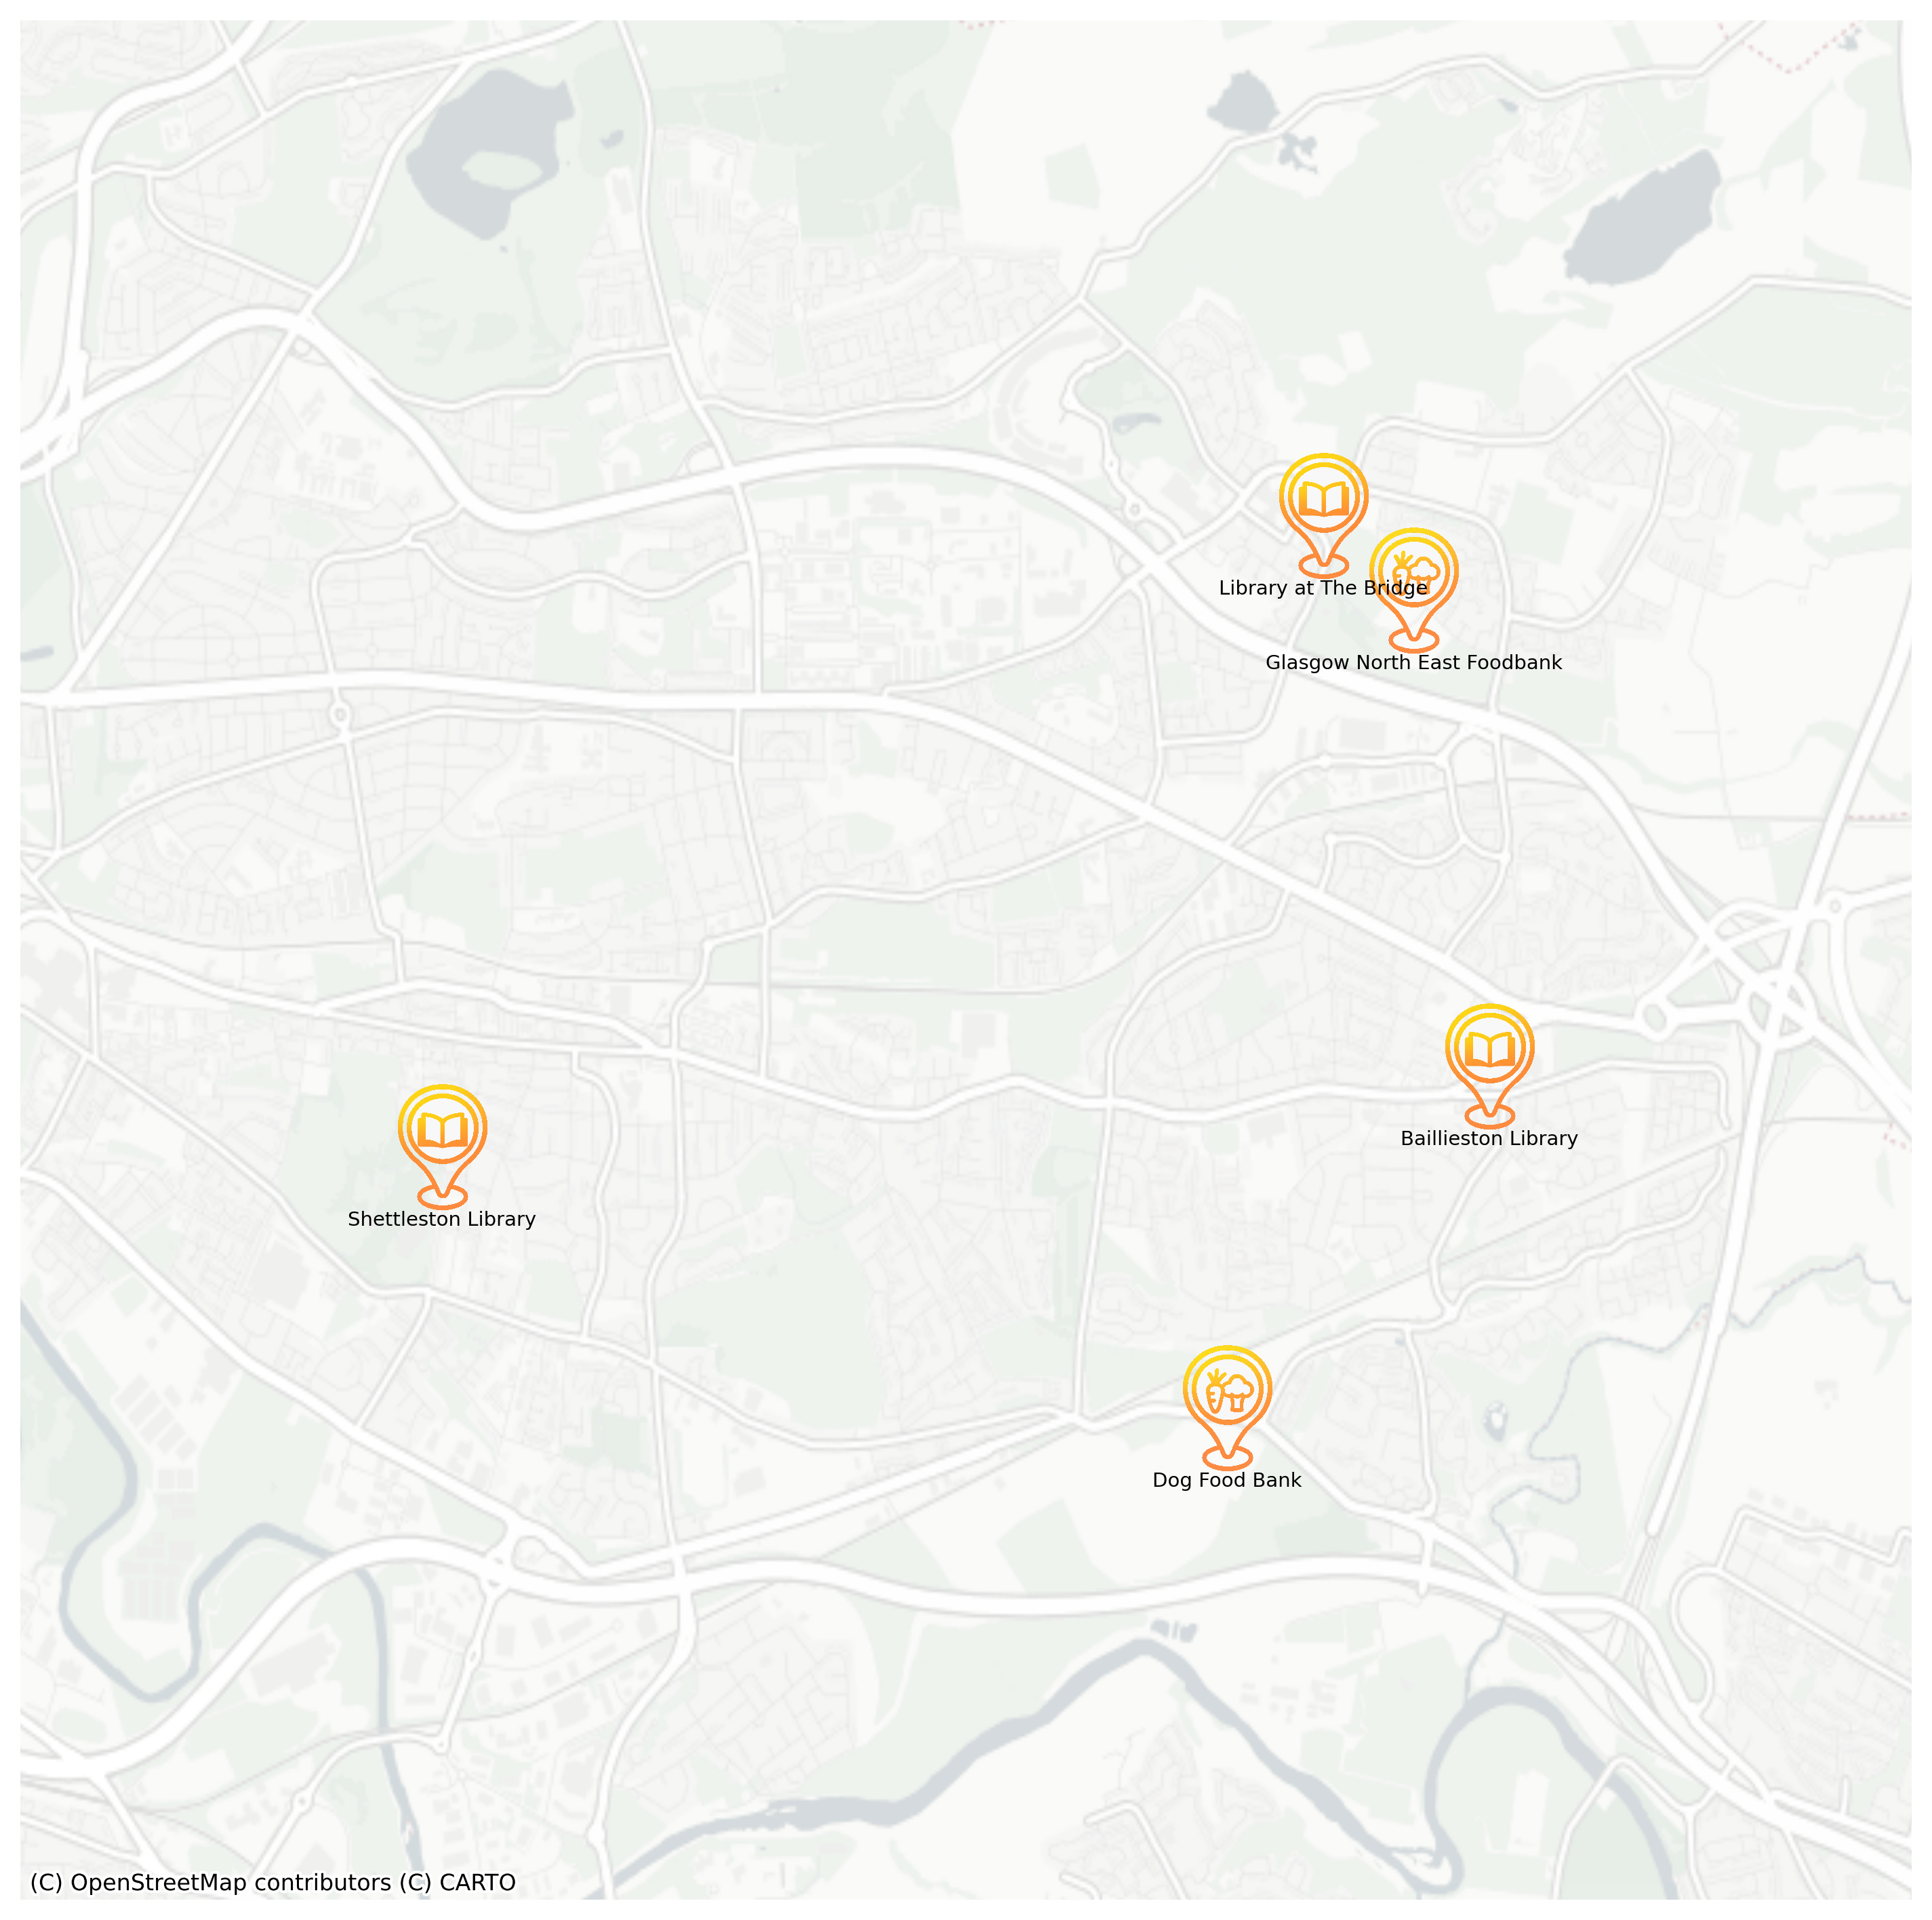 Library at The Bridge
Glasgow North East Foodbank
Baillieston Library
Shettleston Library
Dog Food Bank
(C) OpenStreetMap contributors (C) CARTO